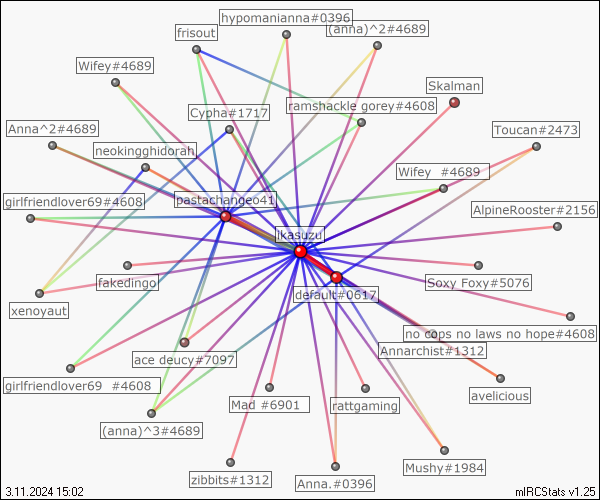 hypomanianna#0396
(anna)^2#4689
frisout
Wifey#4689
Skalman
Cypha#1717
ramshackle gorey#4608
Anna^2#4689
Toucan#2473
neokingghidorah
Wifey #4689
pastachangeo41
girlfriendlover69#4608
AlpineRooster#2156
Ikasuzu
fakedingo
Soxy Foxy#5076
default#0617
xenoyaut
no cops no laws no hope#4608
Annarchist#1312
ace deucy#7097
girlfriendlover69 #4608
avelicious
Mad #6901
rattgaming
(anna)^3#4689
Mushy#1984
zibbits#1312
Anna.#0396
3.11.2024 15:02
mIRCStats v1.25